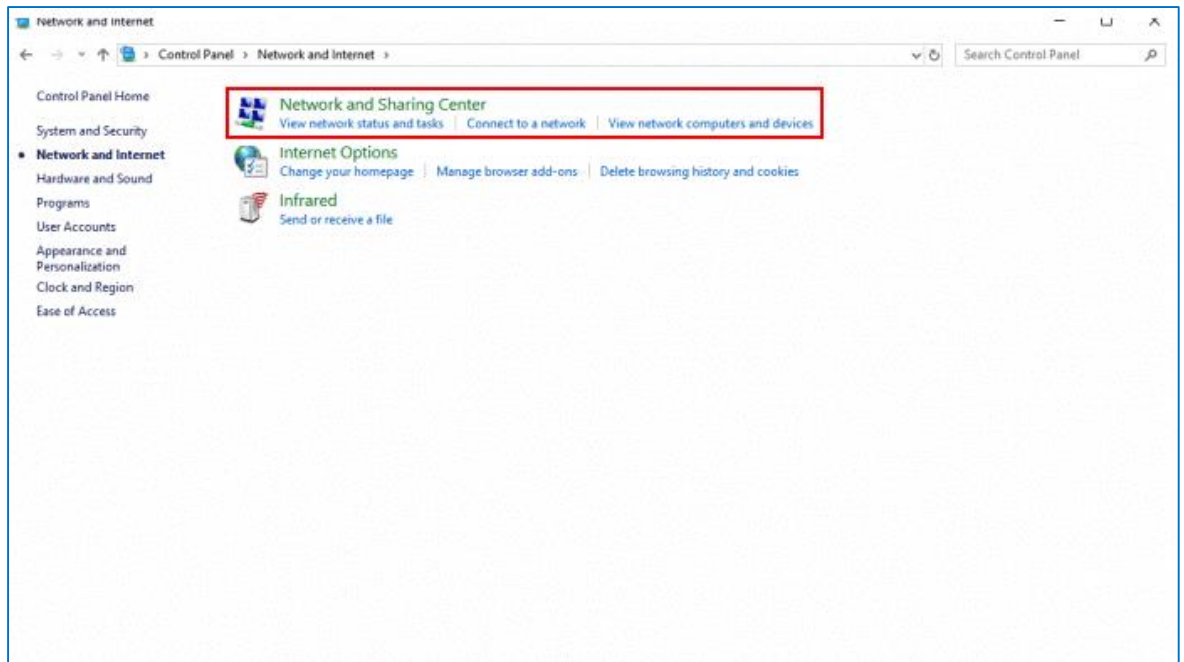 Network and Internet
Control Panel › Network and Internet ›
Search Control Panel
Control Panel Home
System and Security
Network and Internet
Hardware and Sound
Programs
User Accounts
Appearance and
Personalization
Clock and Region
Ease of Access
Network and Sharing Center
View network status and tasks | Connect to a network | View network computers and devices
Internet Options
Change your homepage | Manage browser add-ons | Delete browsing history and cookies
Infrared
Send or receive a file